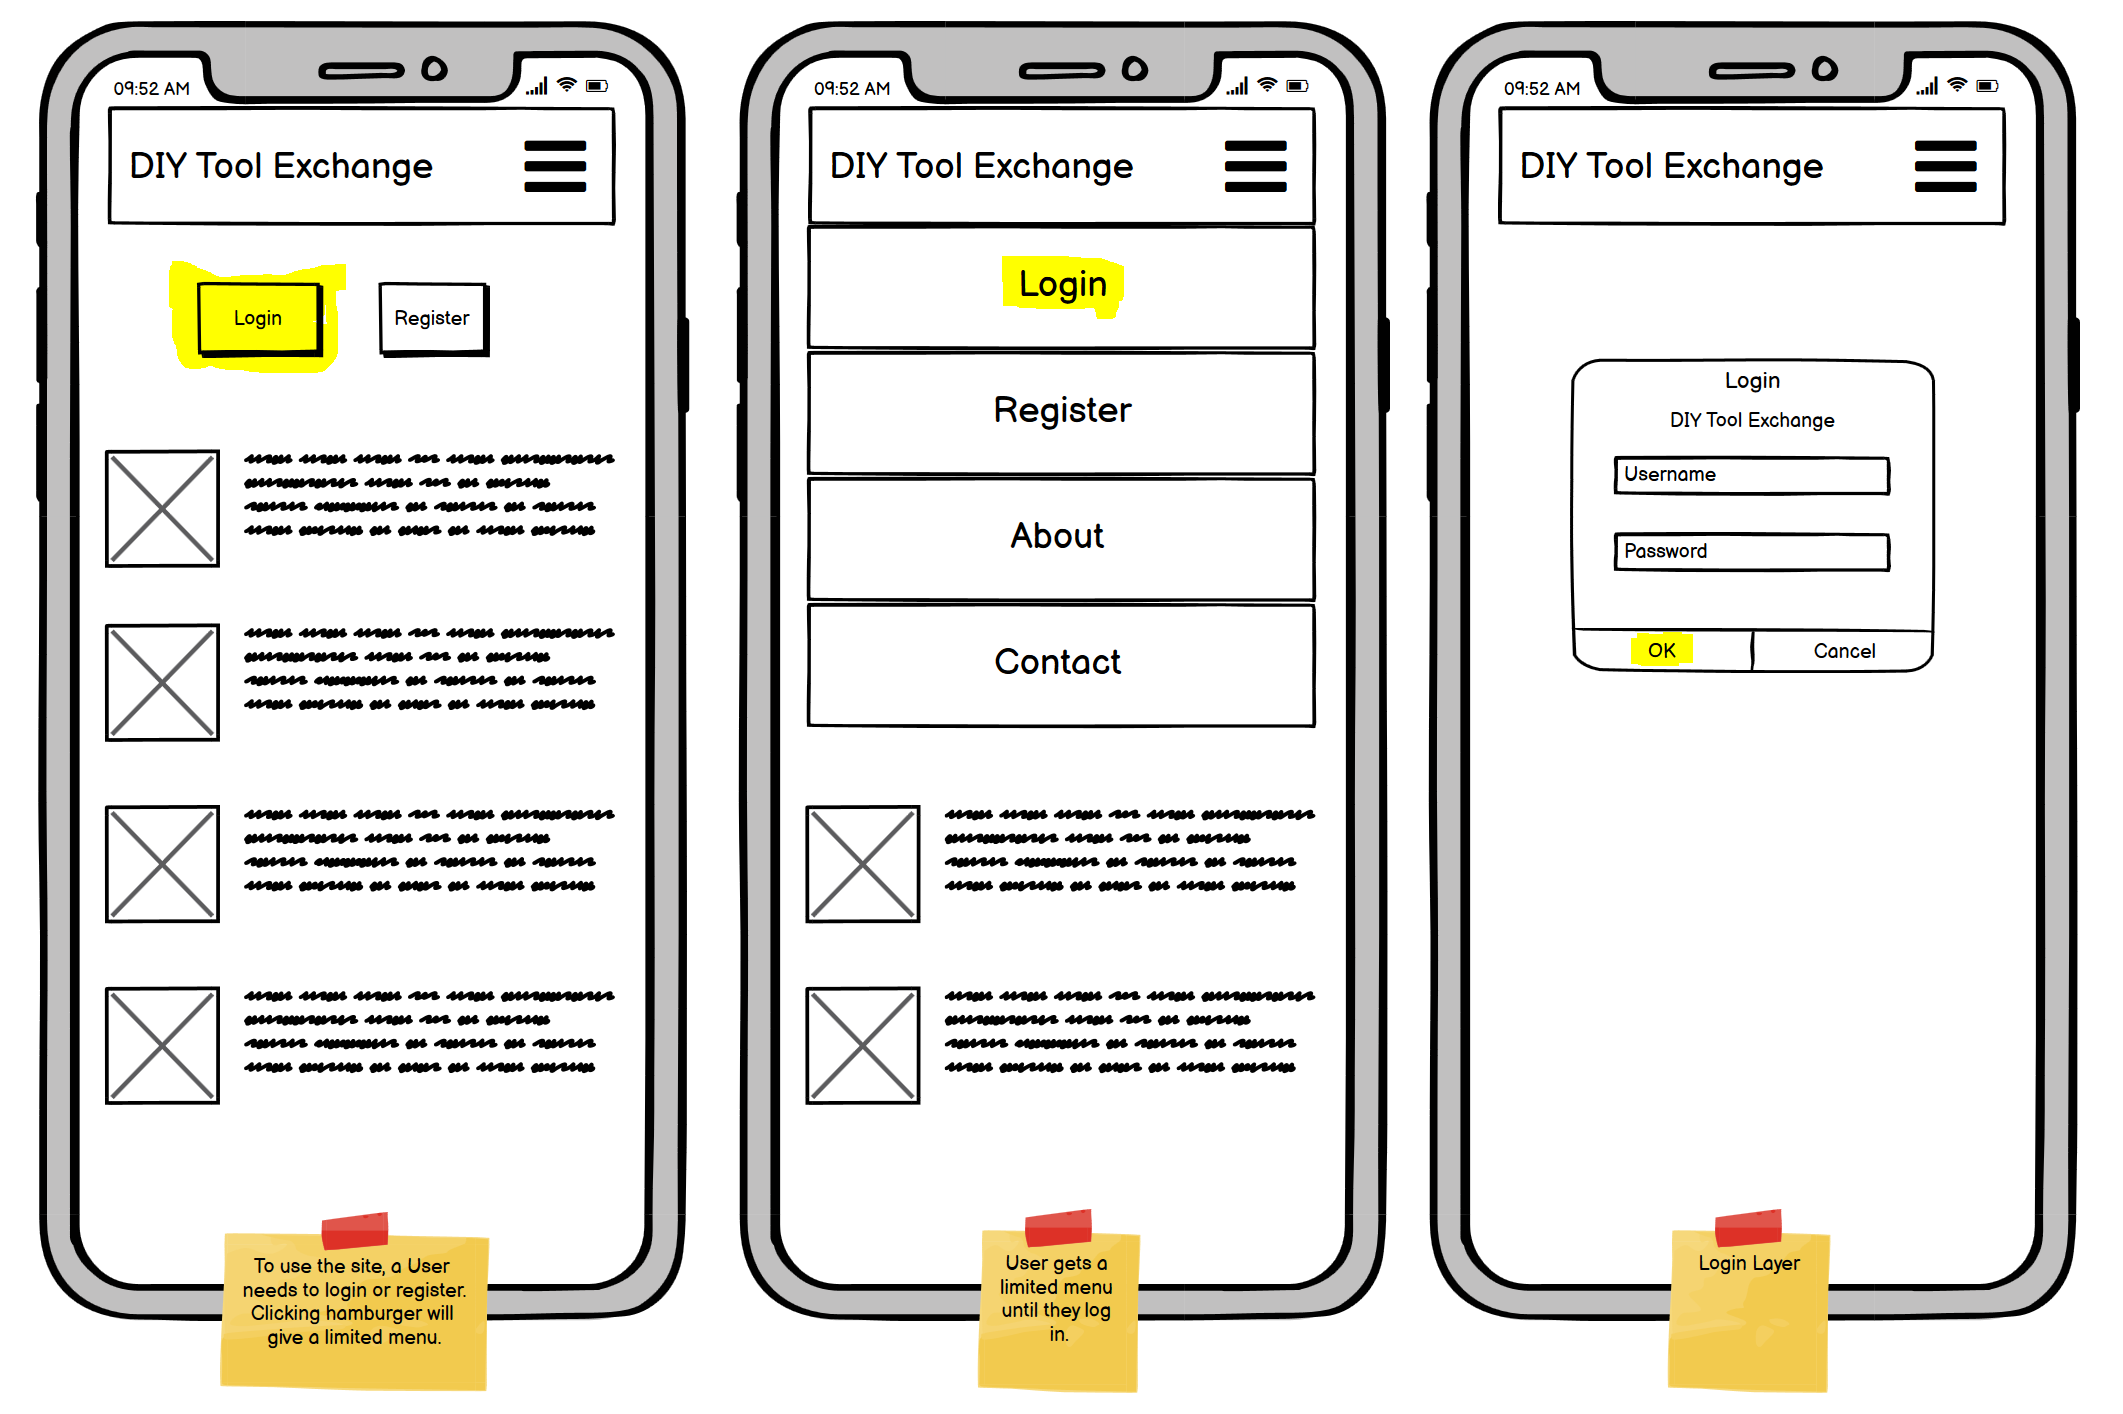 09:52 AM
DIY Tool Exchange
Login
Register
To use the site, a User
needs to login or register.
Clicking hamburger will
give a limited menu.
09:52 AM
DIY Tool Exchange
Login
Register
About
Contact
User gets a
limited menu
until they log
in.
09:52 AM
DIY Tool Exchange
Login
DIY Tool Exchange
Username
Password
OK
Cancel
Login Layer